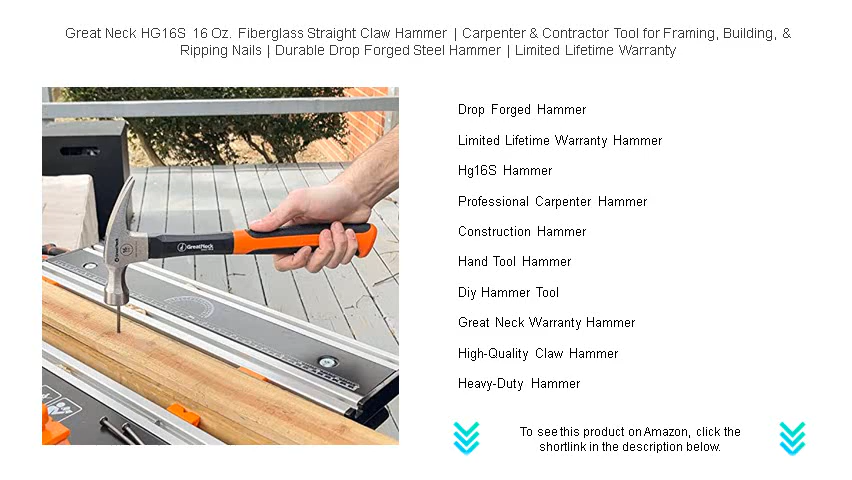 Great Neck HG16S 16 Oz. Fiberglass Straight Claw Hammer | Carpenter & Contractor Tool for Framing, Building, &
Ripping Nails | Durable Drop Forged Steel Hammer | Limited Lifetime Warranty
Drop Forged Hammer
Limited Lifetime Warranty Hammer
Hg16S Hammer
Professional Carpenter Hammer
Construction Hammer
Hand Tool Hammer
Diy Hammer Tool
Great Neck Warranty Hammer
High-Quality Claw Hammer
Heavy-Duty Hammer
GreatNeck
To see this product on Amazon, click the
shortlink in the description below.